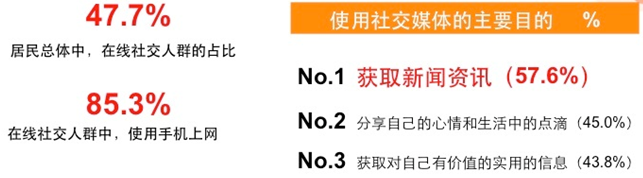 47.7%
居民总体中，在线社交人群的占比
85.3%
在线社交人群中，使用手机上网
使用社交媒体的主要目的 %
No.1 获取新闻资讯（57.6%）
No.2 分享自己的心情和生活中的点滴（45.0%）
No.3 获取对自己有价值的实用的信息（43.8%）